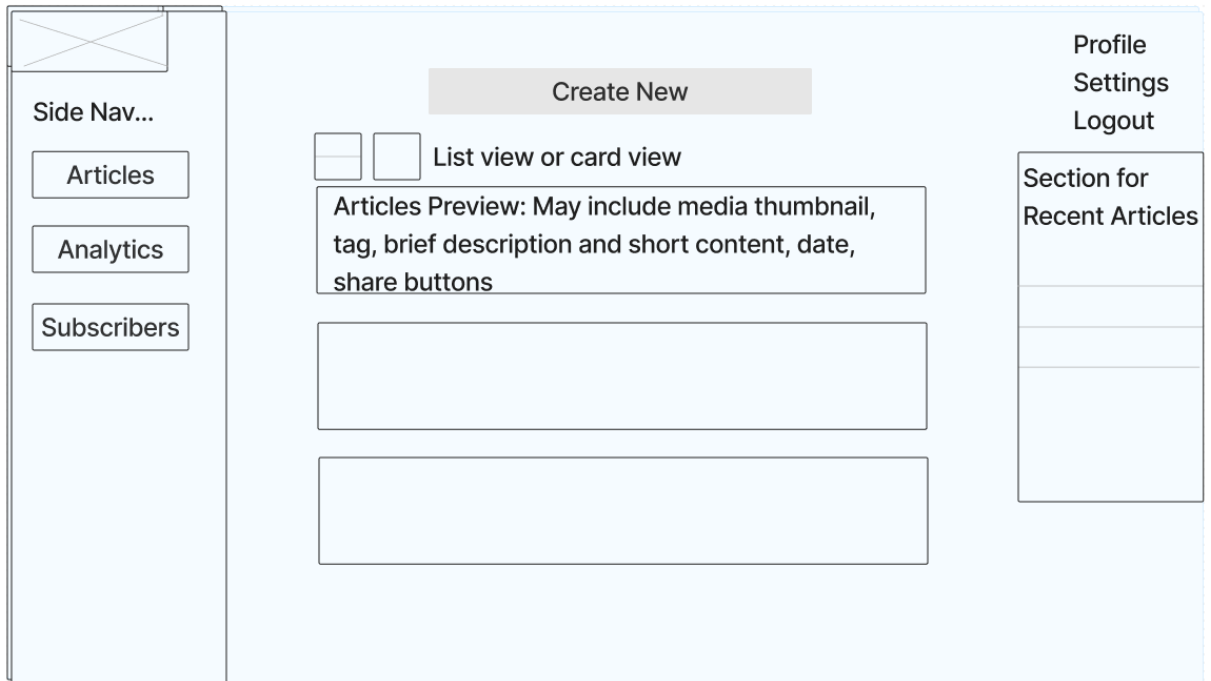 Side Nav...
Articles
Analytics
Subscribers
Create New
List view or card view
Articles Preview: May include media thumbnail,
tag, brief description and short content, date,
share buttons
Profile
Settings
Logout
Section for
Recent Articles